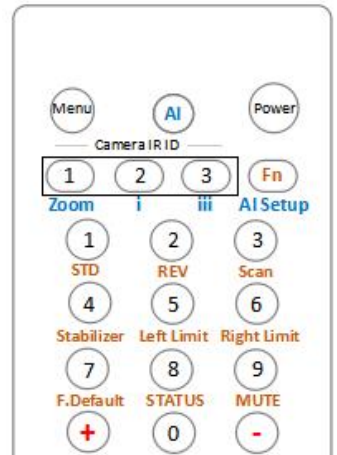 Menu AI Power
Camera IR ID
1 2 3 Fn
Zoom i iii AI Setup
1 2 3
STD REV Scan
4 5 6
Stabilizer Left Limit Right Limit
7 8 9
F.Default STATUS MUTE
+ 0 -